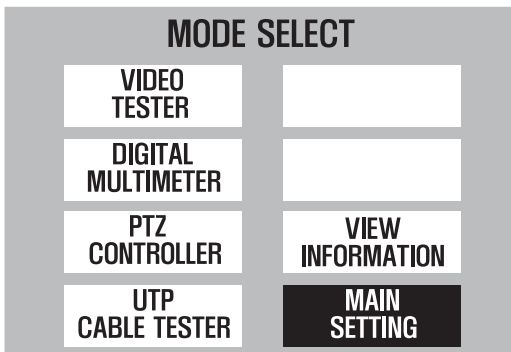 MODE SELECT
VIDEO
TESTER
DIGITAL
MULTIMETER
PTZ
CONTROLLER
VIEW
INFORMATION
UTP
CABLE TESTER
MAIN
SETTING